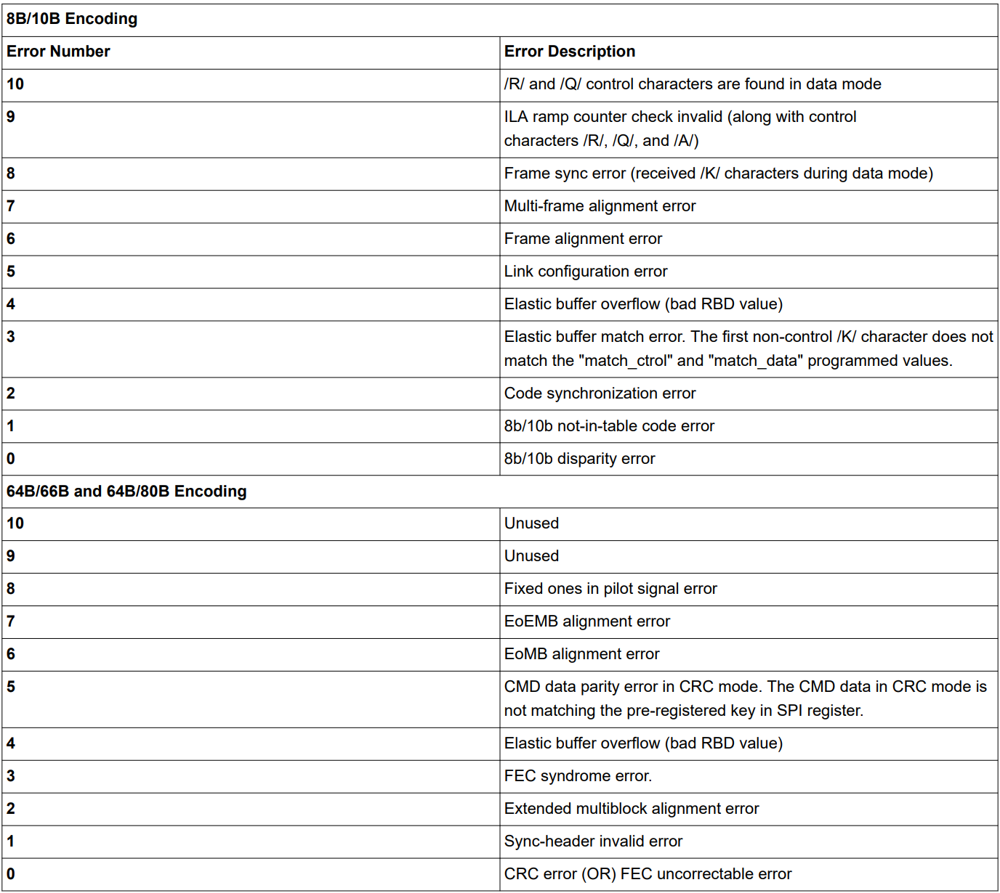 8B/10B Encoding
Error Number Error Description
10 /R/ and /Q/ control characters are found in data mode
9 ILA ramp counter check invalid (along with control
characters /R/, /Q/, and /A/)
8 Frame sync error (received /K/ characters during data mode)
7 Multi-frame alignment error
6 Frame alignment error
5 Link configuration error
4 Elastic buffer overflow (bad RBD value)
3 Elastic buffer match error. The first non-control /K/ character does not
match the "match_ctrol" and "match_data" programmed values.
2 Code synchronization error
1 8b/10b not-in-table code error
0 8b/10b disparity error
64B/66B and 64B/80B Encoding
10 Unused
9 Unused
8 Fixed ones in pilot signal error
7 EoEMB alignment error
6 EoMB alignment error
5 CMD data parity error in CRC mode. The CMD data in CRC mode is
not matching the pre-registered key in SPI register.
4 Elastic buffer overflow (bad RBD value)
3 FEC syndrome error.
2 Extended multiblock alignment error
1 Sync-header invalid error
0 CRC error (OR) FEC uncorrectable error